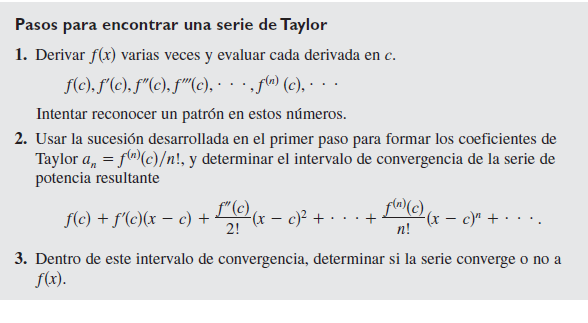 Pasos para encontrar una serie de Taylor
1. Derivar f(x) varias veces y evaluar cada derivada en c.
f(c), f′(c), f″(c), f‴(c), · · ·, f⁽ⁿ⁾ (c), · · ·
Intentar reconocer un patrón en estos números.
2. Usar la sucesión desarrollada en el primer paso para formar los coeficientes de
Taylor aₙ = f⁽ⁿ⁾(c)/n!, y determinar el intervalo de convergencia de la serie de
potencia resultante
f(c) + f′(c)(x − c) + f″(c)/2! (x − c)² + · · · + f⁽ⁿ⁾(c)/n! (x − c)ⁿ + · · ·.
3. Dentro de este intervalo de convergencia, determinar si la serie converge o no a
f(x).